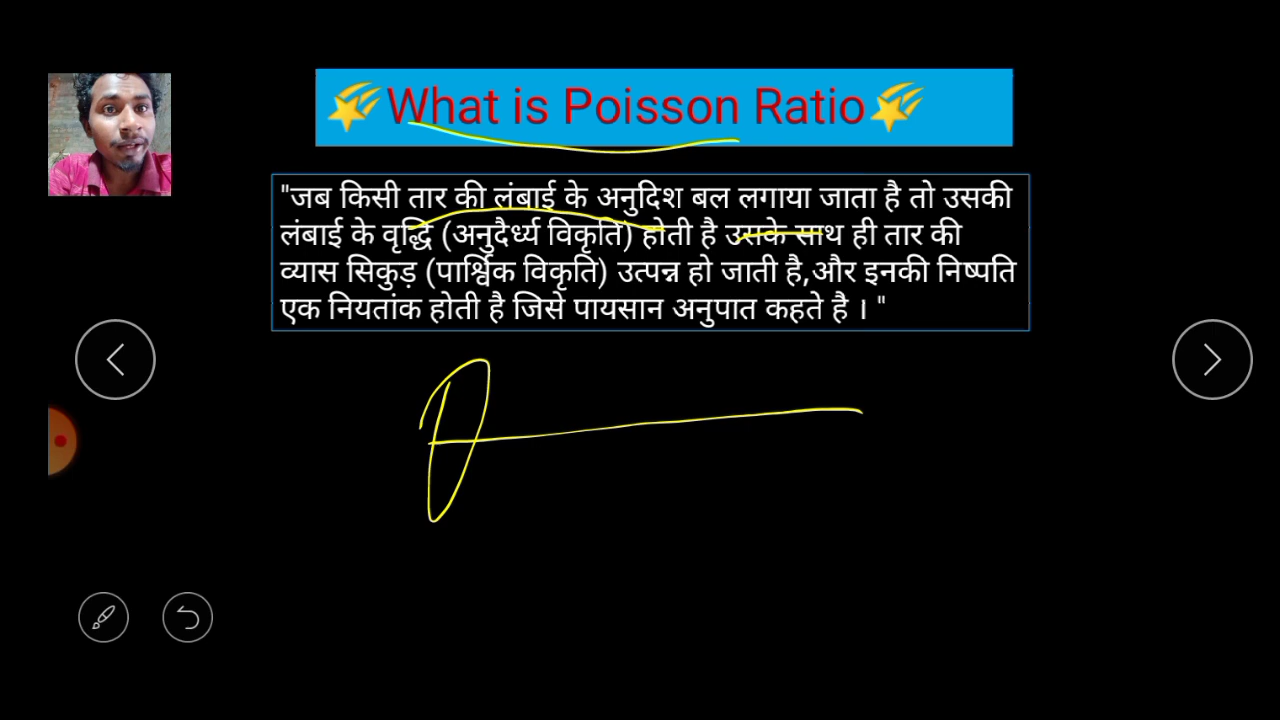 What is Poisson Ratio
"जब किसी तार की लंबाई के अनुदिश बल लगाया जाता है तो उसकी
लंबाई के वृद्धि (अनुदैर्ध्य विकृति) होती है उसके साथ ही तार की
व्यास सिकुड़ (पार्श्विक विकृति) उत्पन्न हो जाती है,और इनकी निष्पति
एक नियतांक होती है जिसे पायसान अनुपात कहते है । "